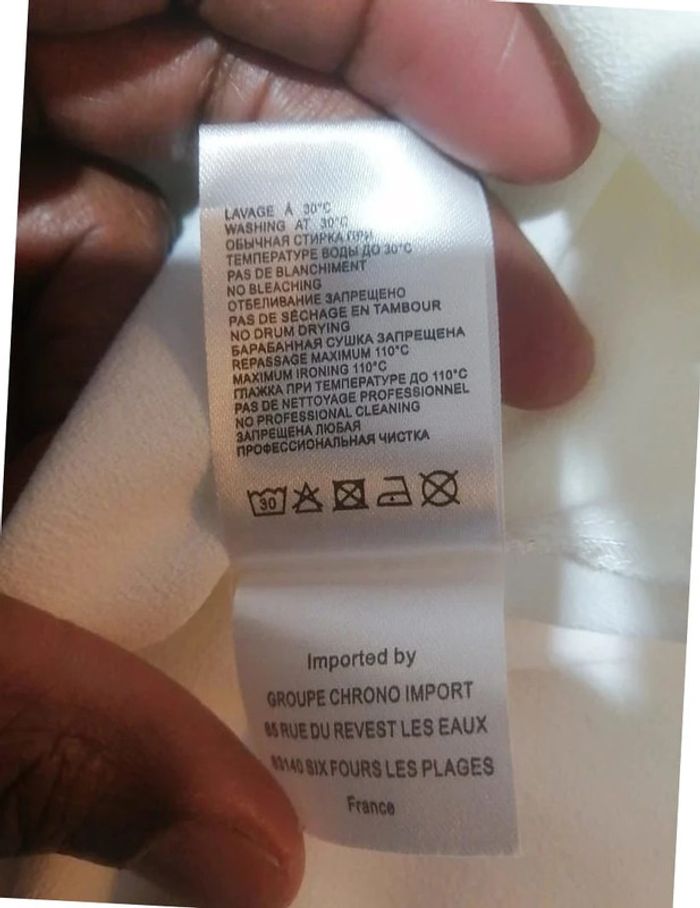 LAVAGE À 30°C
WASHING AT 30°C
ОБЫЧНАЯ СТИРКА ПРИ
ТЕМПЕРАТУРЕ ВОДЫ ДО 30°C
PAS DE BLANCHIMENT
NO BLEACHING
ОТБЕЛИВАНИЕ ЗАПРЕЩЕНО
PAS DE SÉCHAGE EN TAMBOUR
NO DRUM DRYING
БАРАБАННАЯ СУШКА ЗАПРЕЩЕНА
REPASSAGE MAXIMUM 110°C
MAXIMUM IRONING 110°C
ГЛАЖКА ПРИ ТЕМПЕРАТУРЕ ДО 110°C
PAS DE NETTOYAGE PROFESSIONNEL
NO PROFESSIONAL CLEANING
ЗАПРЕЩЕНА ЛЮБАЯ
ПРОФЕССИОНАЛЬНАЯ ЧИСТКА
30
Imported by
GROUPE CHRONO IMPORT
85 RUE DU REVEST LES EAUX
83140 SIX FOURS LES PLAGES
France